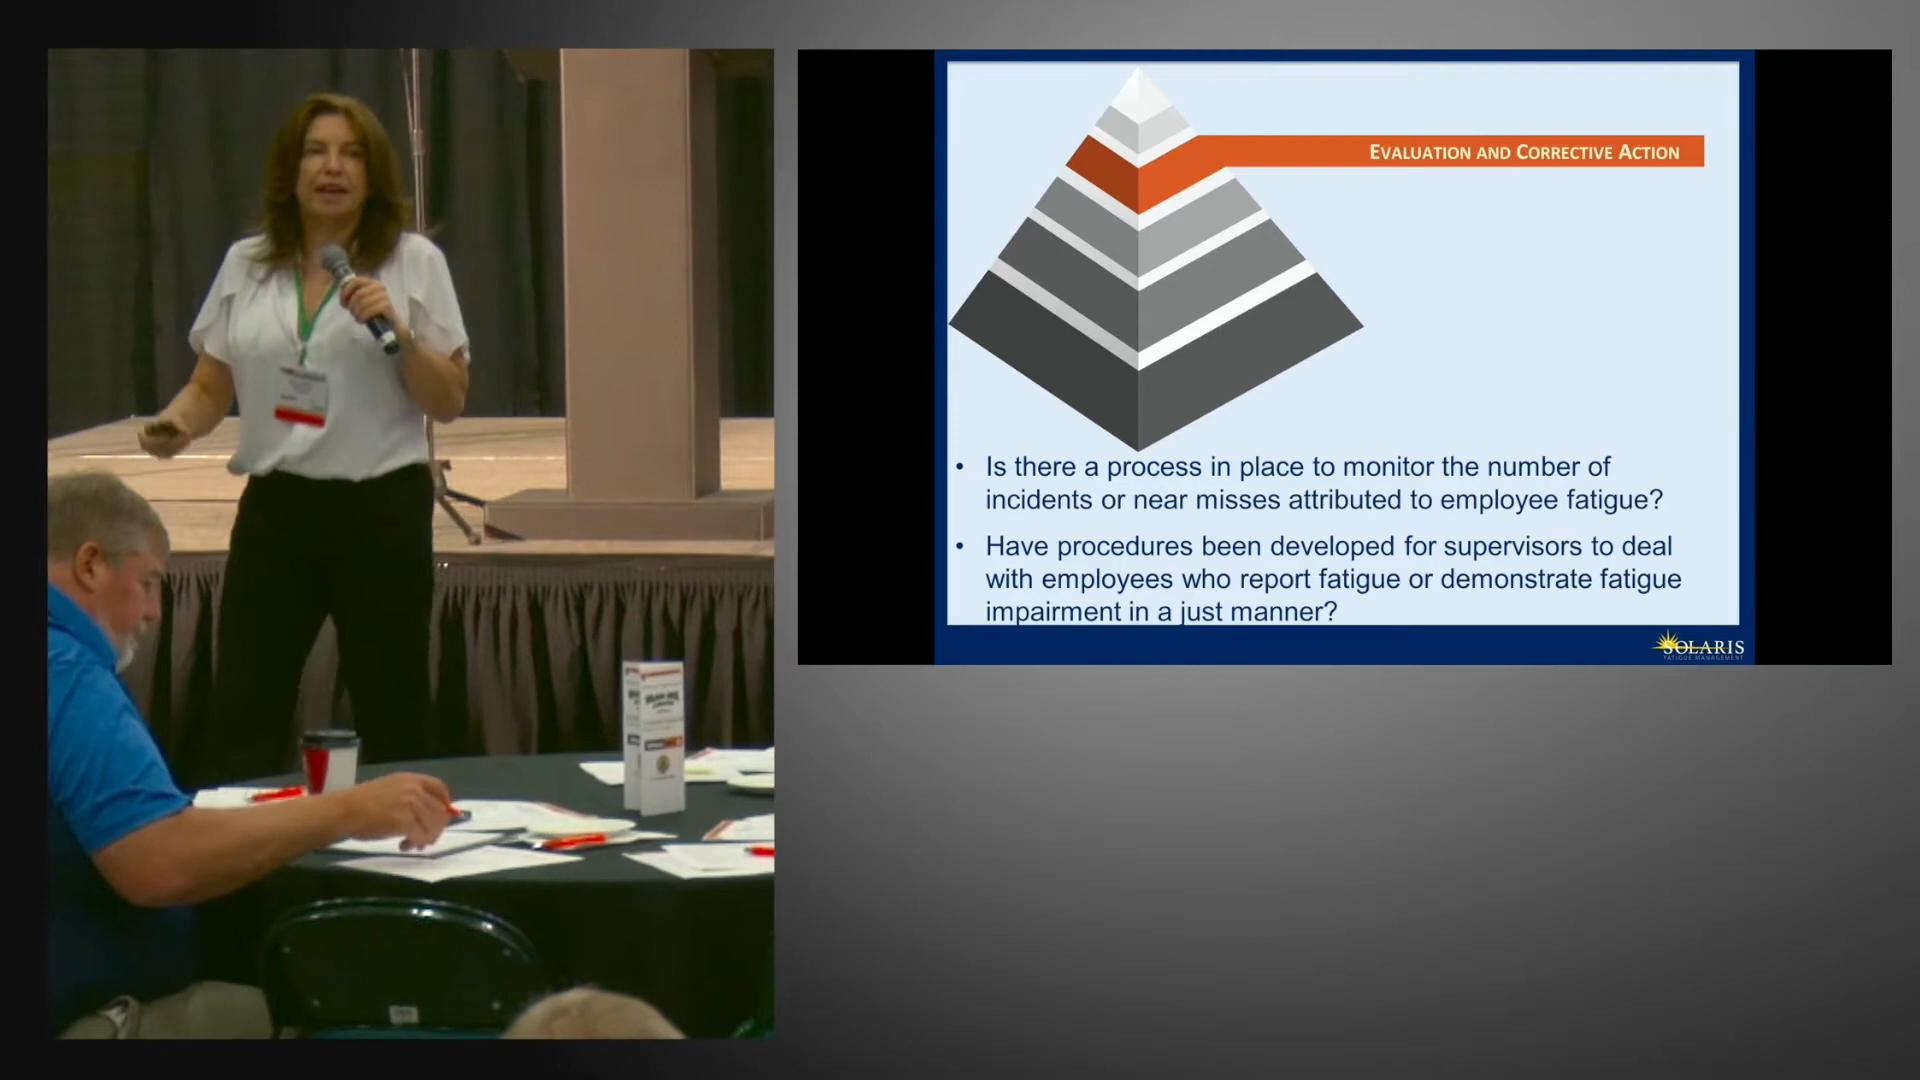 EVALUATION AND CORRECTIVE ACTION
• Is there a process in place to monitor the number of
incidents or near misses attributed to employee fatigue?
• Have procedures been developed for supervisors to deal
with employees who report fatigue or demonstrate fatigue
impairment in a just manner?
SOLARIS
FATIGUE MANAGEMENT